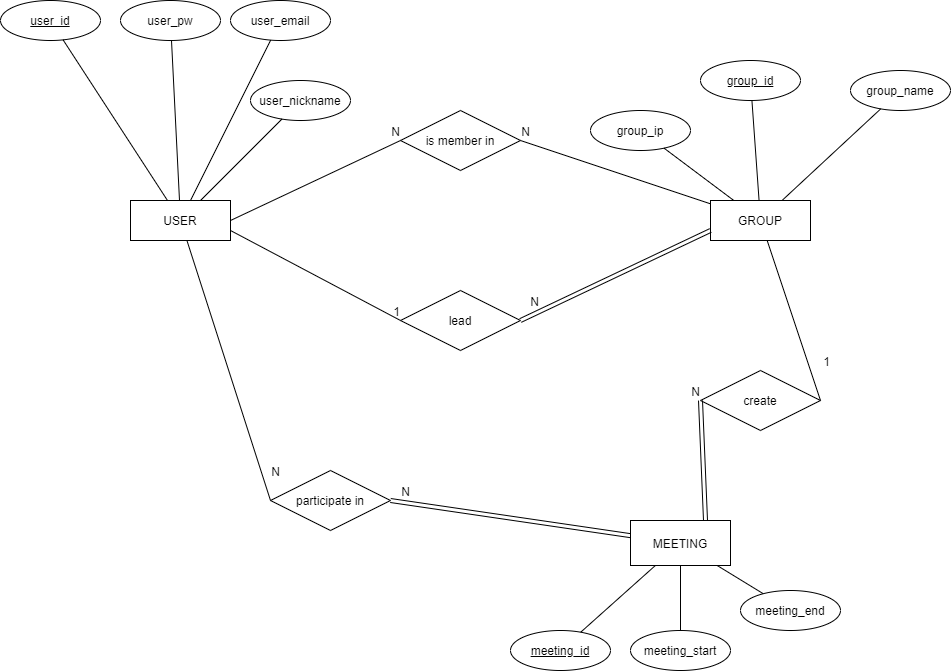 user_id
user_pw
user_email
user_nickname
group_id
group_name
group_ip
N
is member in
N
USER
GROUP
1
lead
N
1
N
create
N
participate in
N
MEETING
meeting_end
meeting_id
meeting_start